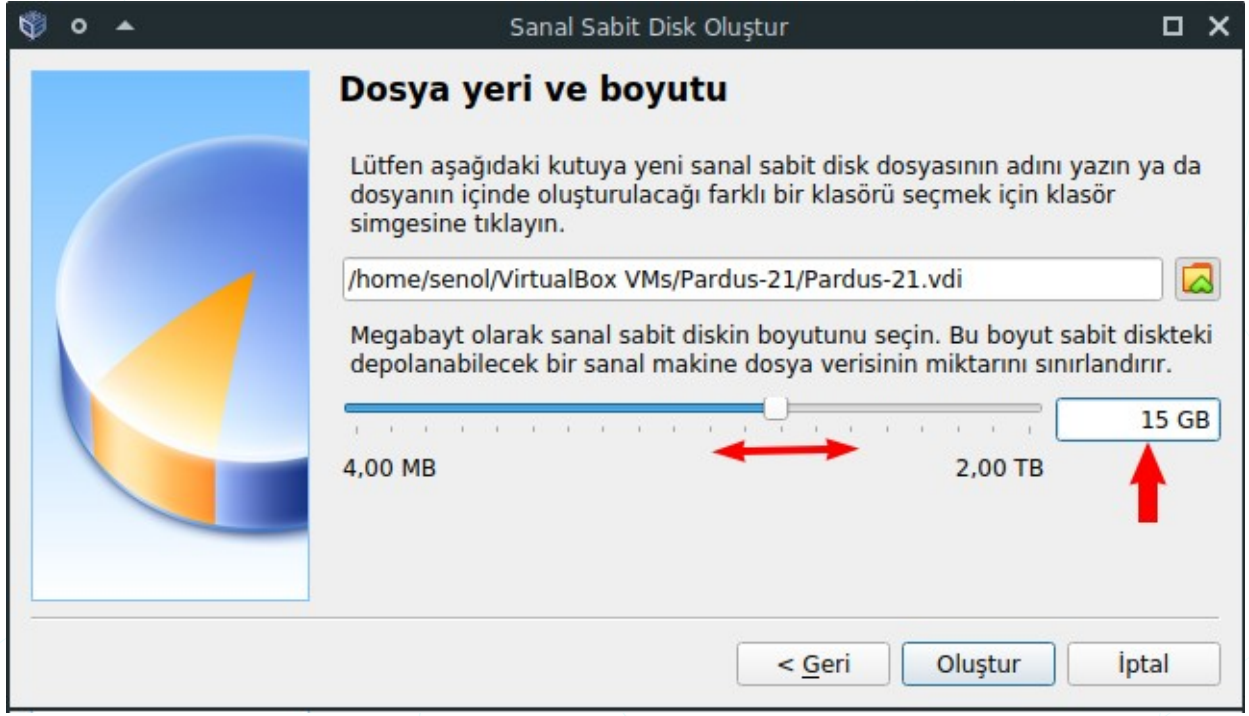 Sanal Sabit Disk Oluştur
Dosya yeri ve boyutu
Lütfen aşağıdaki kutuya yeni sanal sabit disk dosyasının adını yazın ya da
dosyanın içinde oluşturulacağı farklı bir klasörü seçmek için klasör
simgesine tıklayın.
/home/senol/VirtualBox VMs/Pardus-21/Pardus-21.vdi
Megabayt olarak sanal sabit diskin boyutunu seçin. Bu boyut sabit diskteki
depolanabilecek bir sanal makine dosya verisinin miktarını sınırlandırır.
15 GB
4,00 MB 2,00 TB
< Geri Oluştur İptal